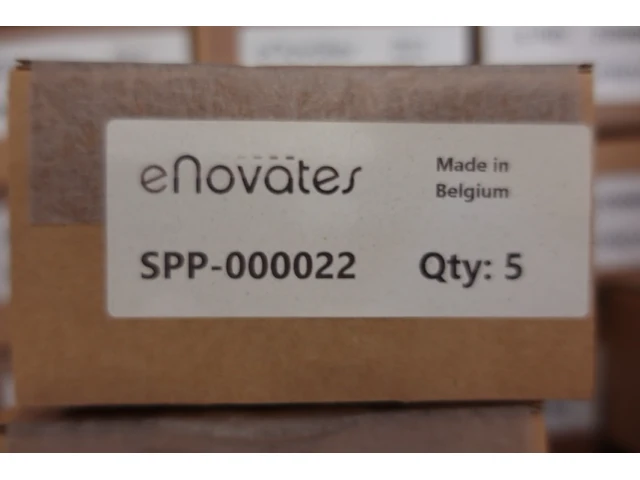 eNovates
Made in
Belgium
SPP-000022
Qty: 5